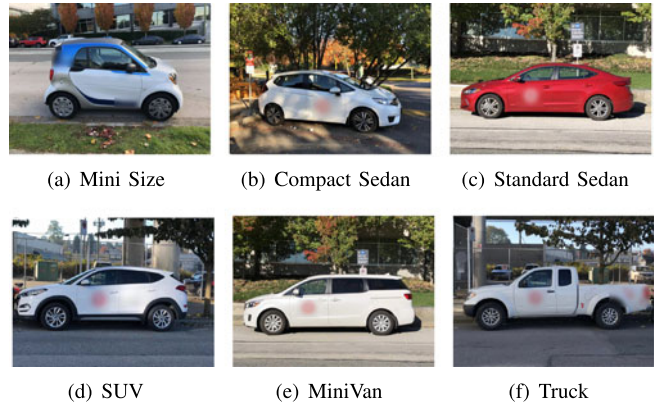 (a) Mini Size
(b) Compact Sedan
(c) Standard Sedan
(d) SUV
(e) MiniVan
(f) Truck